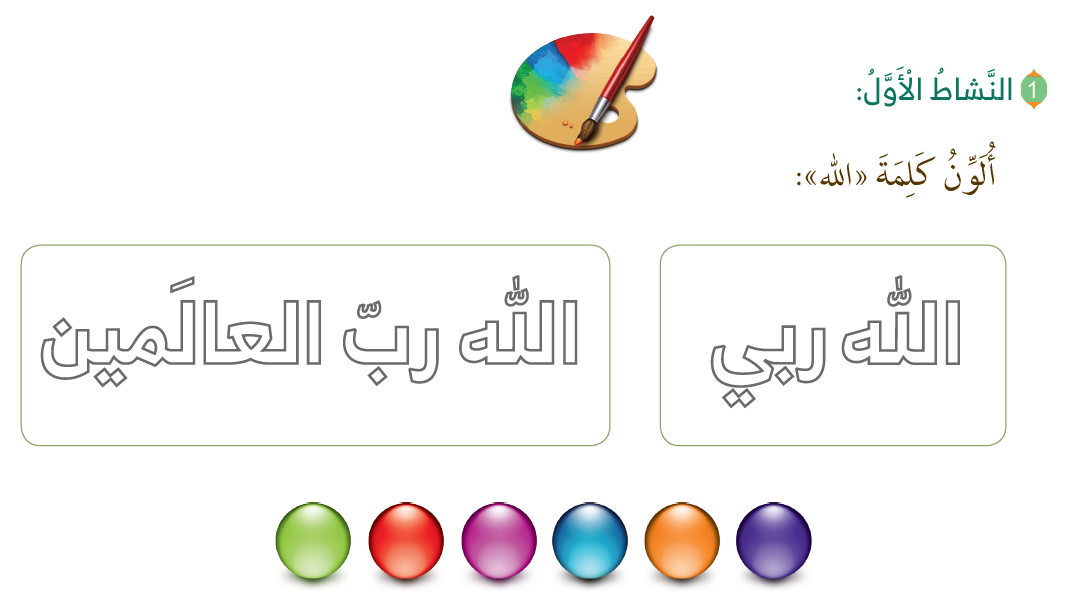 1 النَّشاطُ الْأَوَّلُ:
أُلَوِّنُ كَلِمَةَ «الله»:
الله ربي
الله ربّ العالَمين